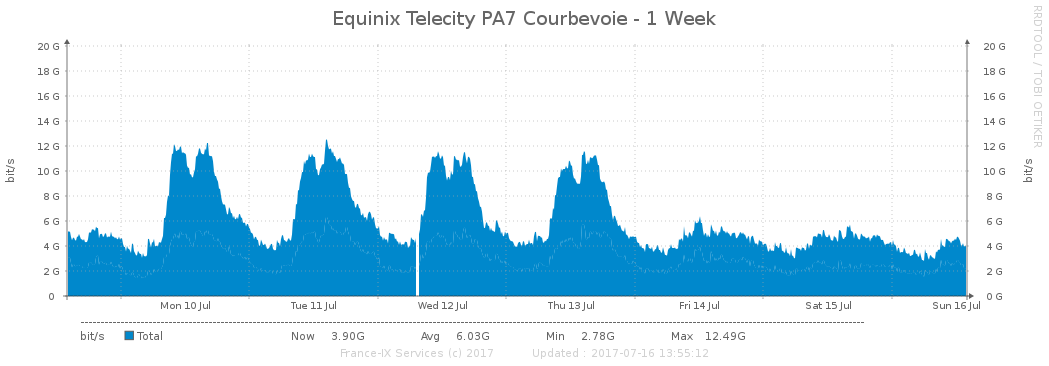 Equinix Telecity PA7 Courbevoie - 1 Week
RRDTOOL / TOBI OETIKER
bit/s
20 G
18 G
16 G
14 G
12 G
10 G
8 G
6 G
4 G
2 G
0
20 G
18 G
16 G
14 G
12 G
10 G
8 G
6 G
4 G
2 G
0 G
bit/s
Mon 10 Jul Tue 11 Jul Wed 12 Jul Thu 13 Jul Fri 14 Jul Sat 15 Jul Sun 16 Jul
bit/s Total Now 3.90G Avg 6.03G Min 2.78G Max 12.49G
France-IX Services (c) 2017 Updated : 2017-07-16 13:55:12